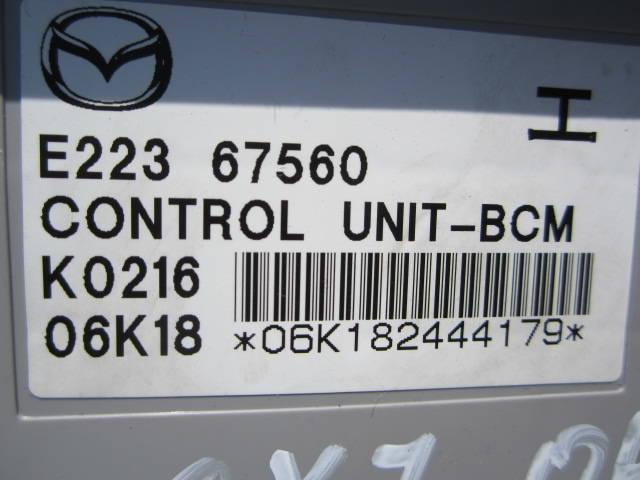 H
E223 67560
CONTROL UNIT-BCM
K0216
06K18 *06K182444179*